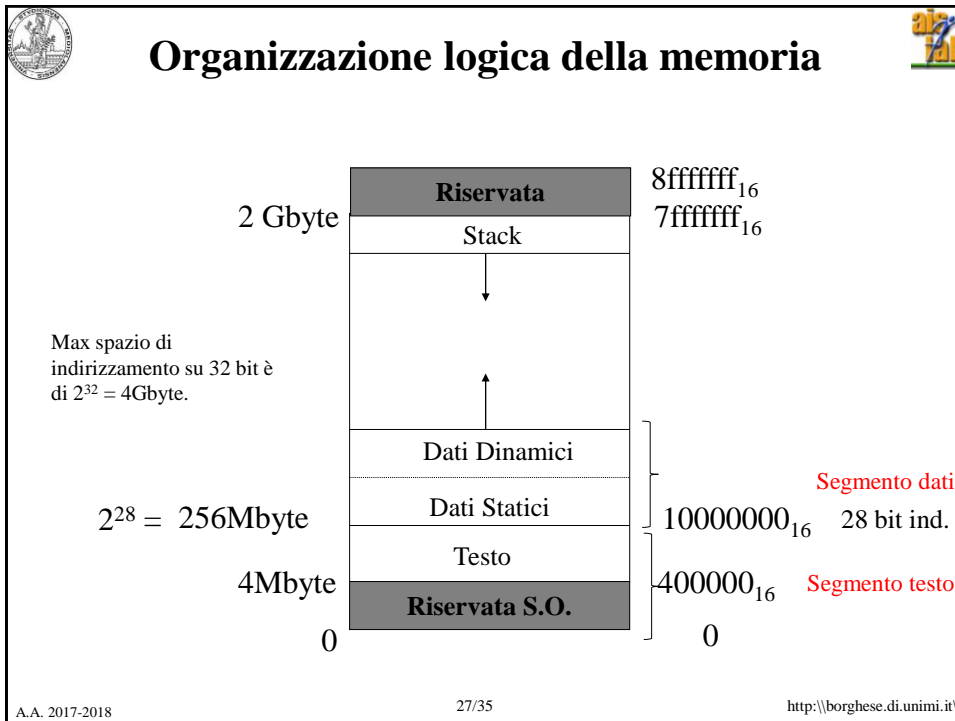 Organizzazione logica della memoria
Riservata
8fffffff₁₆
2 Gbyte
7fffffff₁₆
Stack
Max spazio di
indirizzamento su 32 bit è
di 2³² = 4Gbyte.
Dati Dinamici
Segmento dati
2²⁸ = 256Mbyte
Dati Statici
10000000₁₆
28 bit ind.
Testo
4Mbyte
400000₁₆
Segmento testo
Riservata S.O.
0
0
A.A. 2017-2018
27/35
http:\\borghese.di.unimi.it\